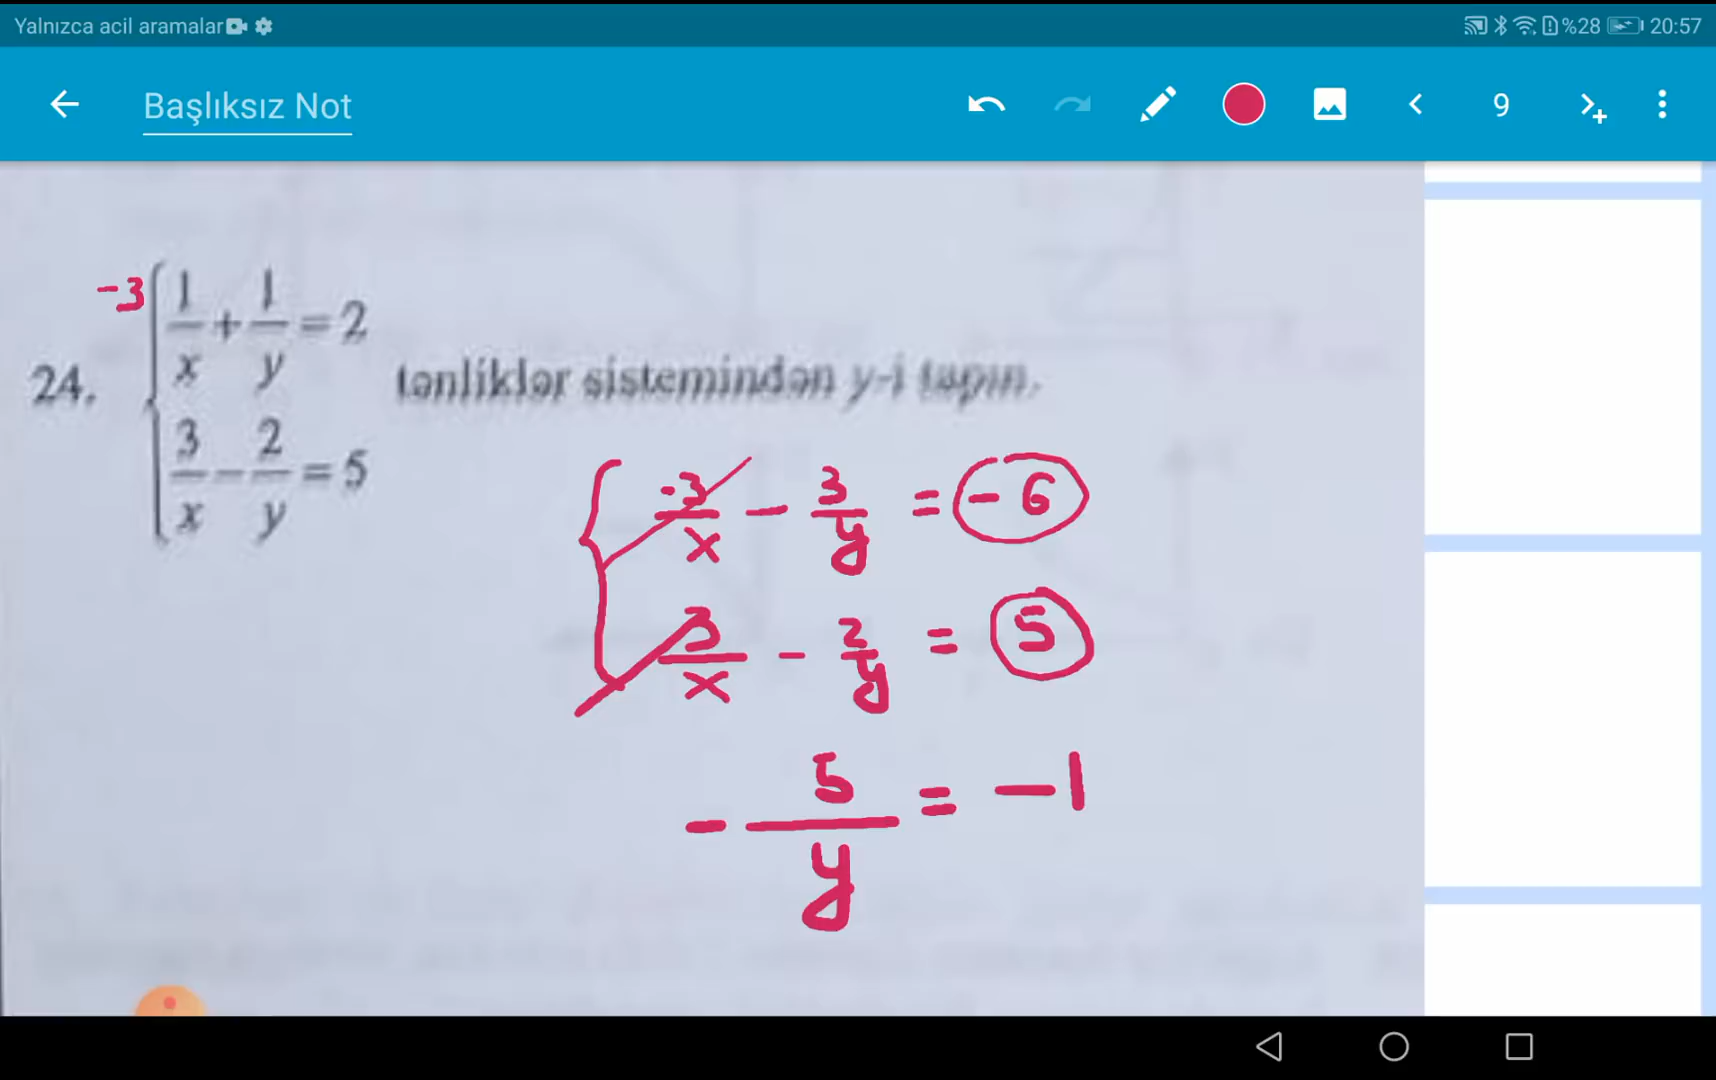 Yalnızca acil aramalar %28 20:57
Başlıksız Not 9
-3
1/x + 1/y = 2
24. tənliklər sistemindən y-i tapın.
3/x - 2/y = 5
-3/x - 3/y = -6
3/x - 2/y = 5
- 5/y = -1